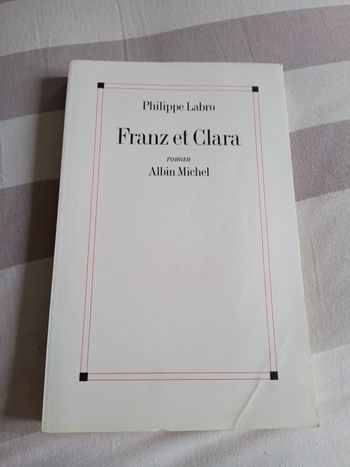 Philippe Labro
Franz et Clara
roman
Albin Michel